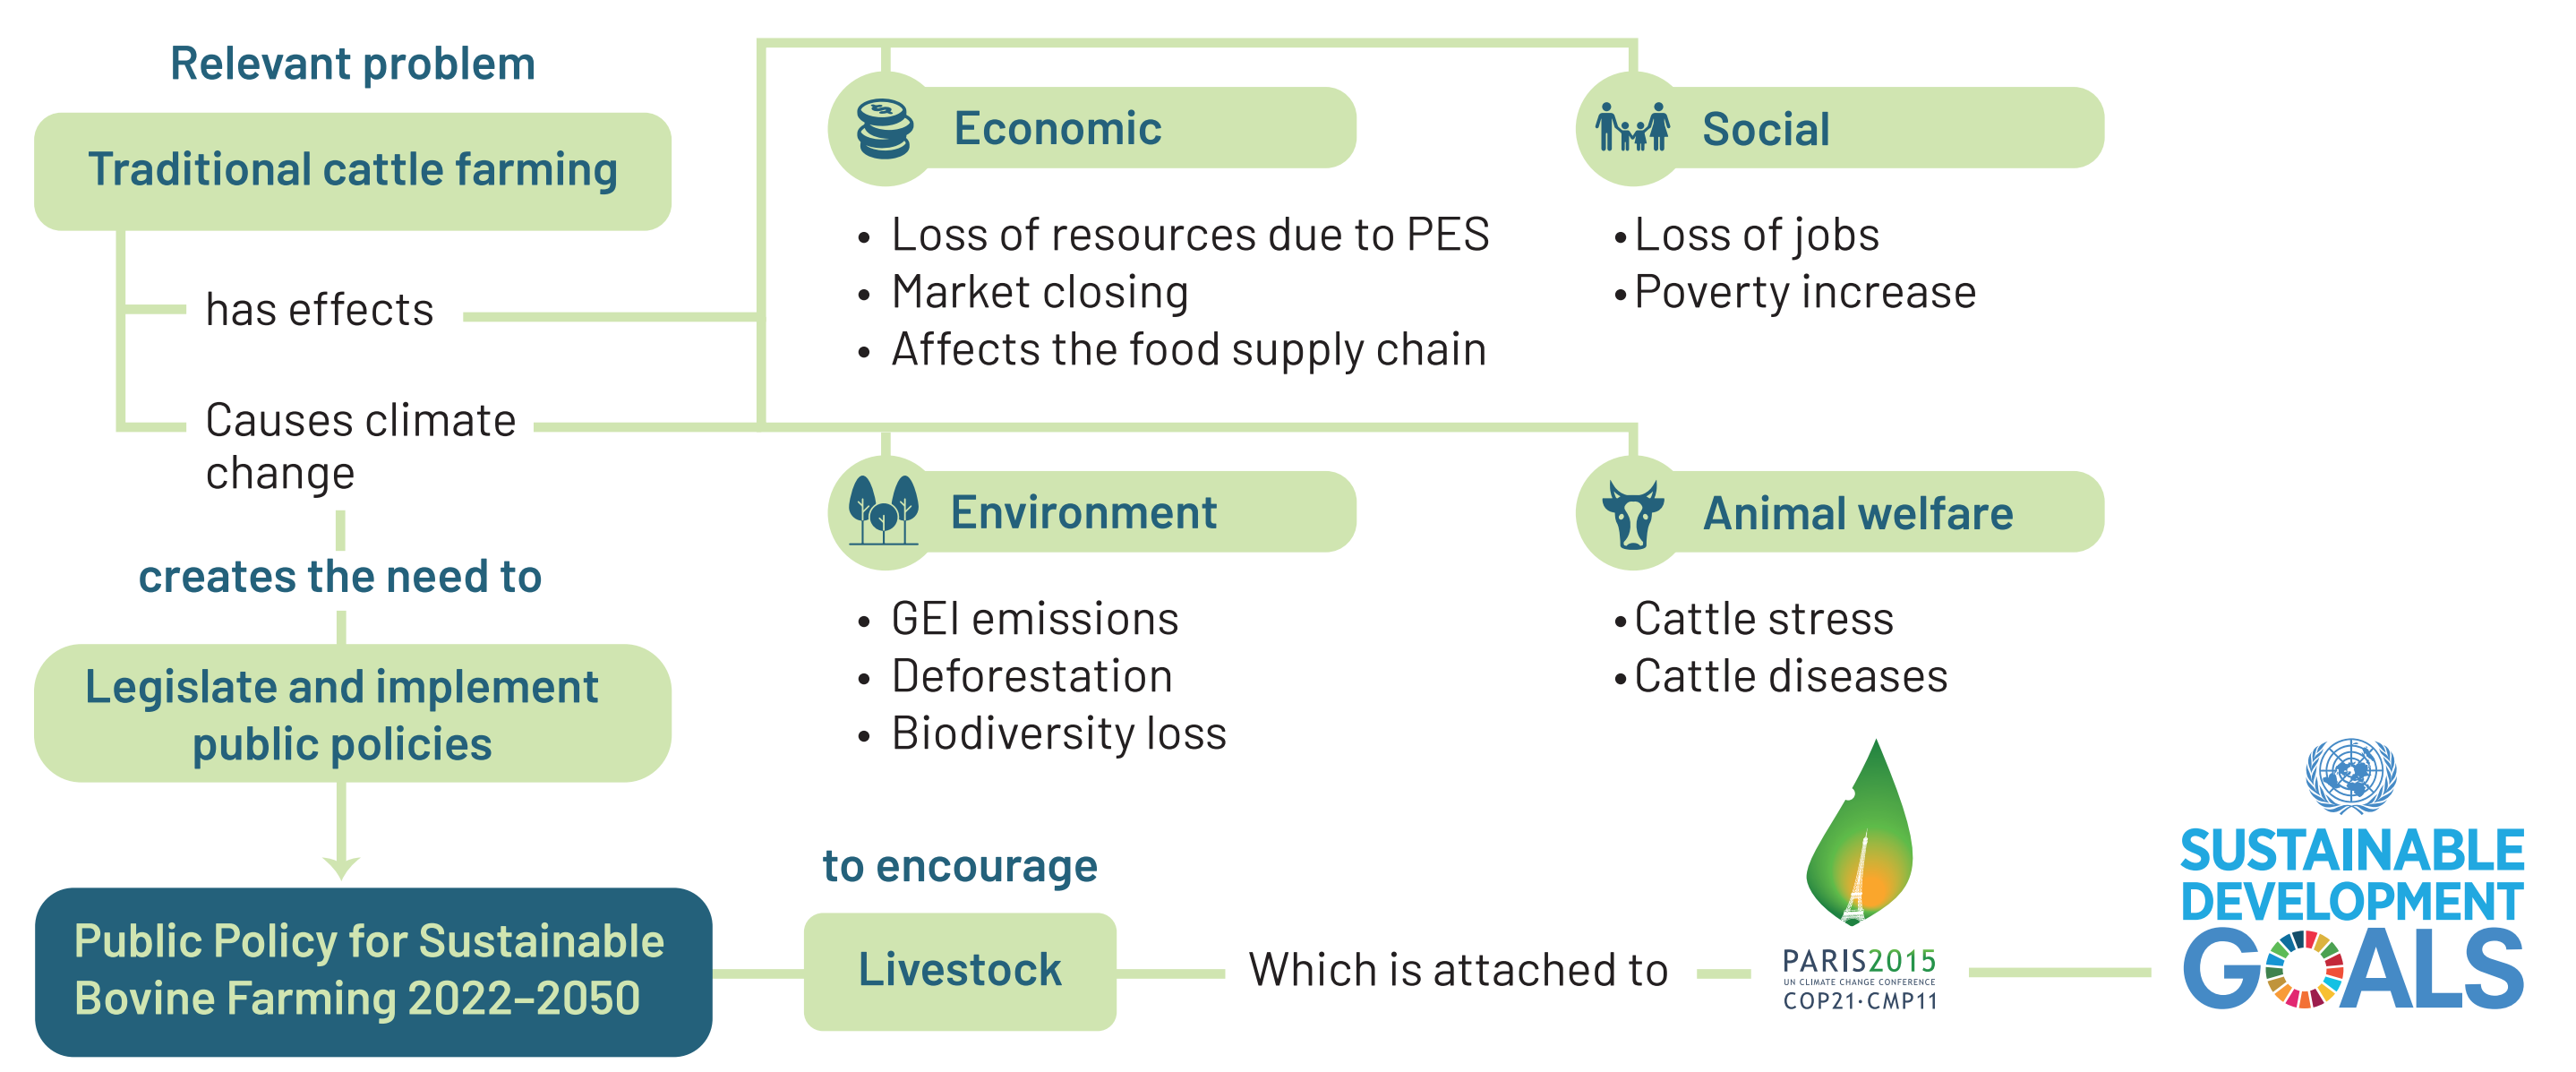 Relevant problem
Traditional cattle farming
has effects
Causes climate
change
creates the need to
Legislate and implement
public policies
Public Policy for Sustainable
Bovine Farming 2022–2050
Economic
• Loss of resources due to PES
• Market closing
• Affects the food supply chain
Social
• Loss of jobs
• Poverty increase
Environment
• GEI emissions
• Deforestation
• Biodiversity loss
Animal welfare
• Cattle stress
• Cattle diseases
to encourage
Livestock
Which is attached to
PARIS2015
UN CLIMATE CHANGE CONFERENCE
COP21·CMP11
SUSTAINABLE
DEVELOPMENT
GOALS